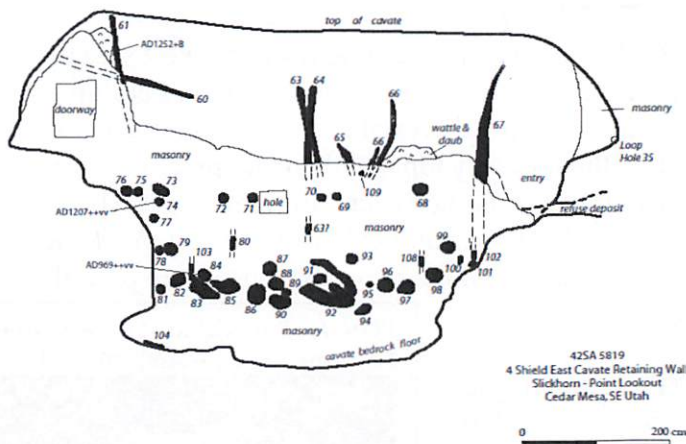 top of cavate
61
AD1252+B
60
doorway
63 64 66
67
65 66
wattle &
daub
masonry
Loop
Hole 35
masonry
109
entry
refuse deposit
76 75 73
74
72 71 hole 70 69 68
AD1207++vv
77
masonry
63?
80
99
79 103
78
93
108 102
100 101
AD969++vv
84 87 91
88 89
95 96 98
81 82 83 85 86 90 92 97
94
masonry
104
cavate bedrock floor
42SA 5819
4 Shield East Cavate Retaining Wall
Slickhorn - Point Lookout
Cedar Mesa, SE Utah
0 200 cm